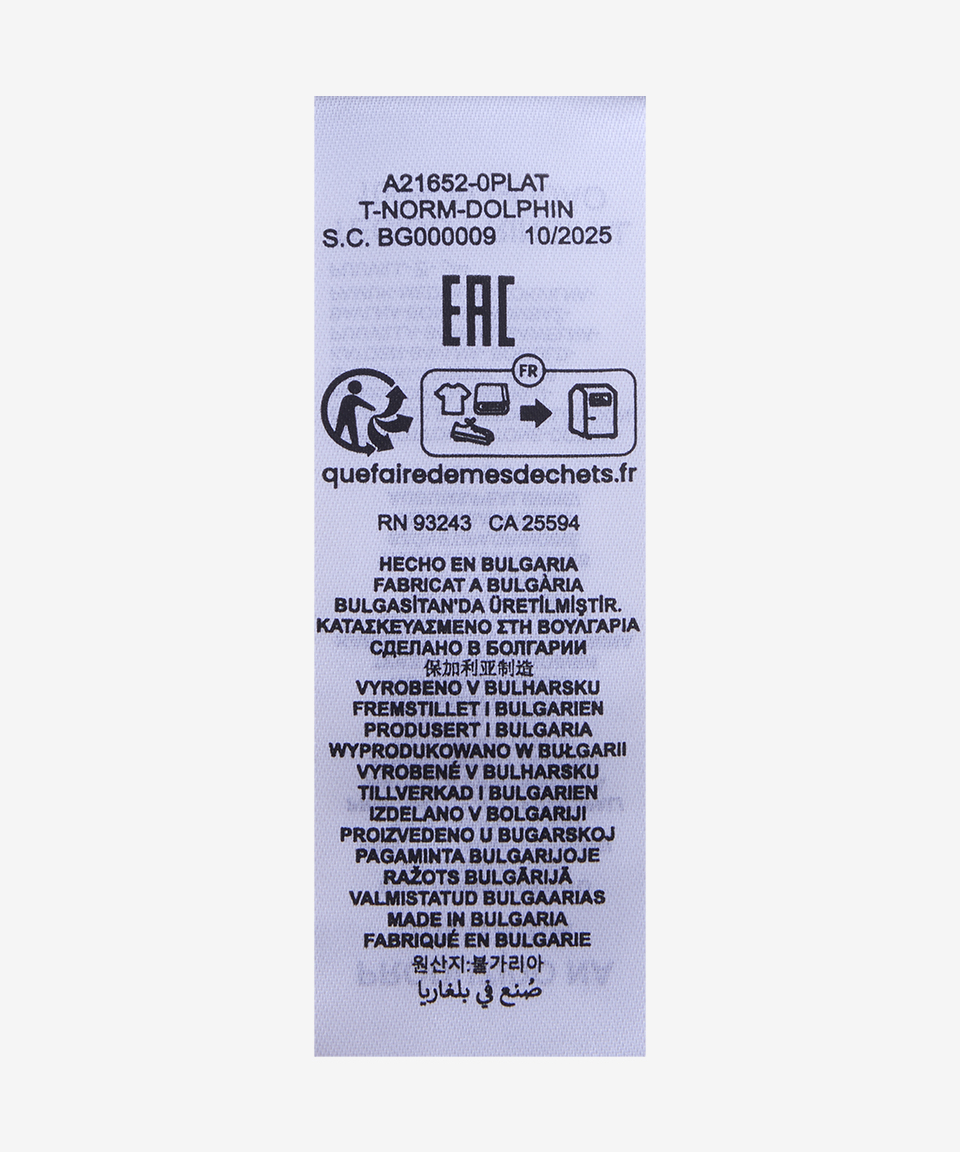 A21652-0PLAT
T-NORM-DOLPHIN
S.C. BG000009 10/2025
EAC
FR
quefairedemesdechets.fr
RN 93243 CA 25594
HECHO EN BULGARIA
FABRICAT A BULGÀRIA
BULGASİTAN'DA ÜRETİLMİŞTİR.
ΚΑΤΑΣΚΕΥΑΣΜΕΝΟ ΣΤΗ ΒΟΥΛΓΑΡΙΑ
СДЕЛАНО В БОЛГАРИИ
保加利亚制造
VYROBENO V BULHARSKU
FREMSTILLET I BULGARIEN
PRODUSERT I BULGARIA
WYPRODUKOWANO W BUŁGARII
VYROBENÉ V BULHARSKU
TILLVERKAD I BULGARIEN
IZDELANO V BOLGARIJI
PROIZVEDENO U BUGARSKOJ
PAGAMINTA BULGARIJOJE
RAŽOTS BULGĀRIJĀ
VALMISTATUD BULGAARIAS
MADE IN BULGARIA
FABRIQUÉ EN BULGARIE
원산지:불가리아
صُنع في بلغاريا